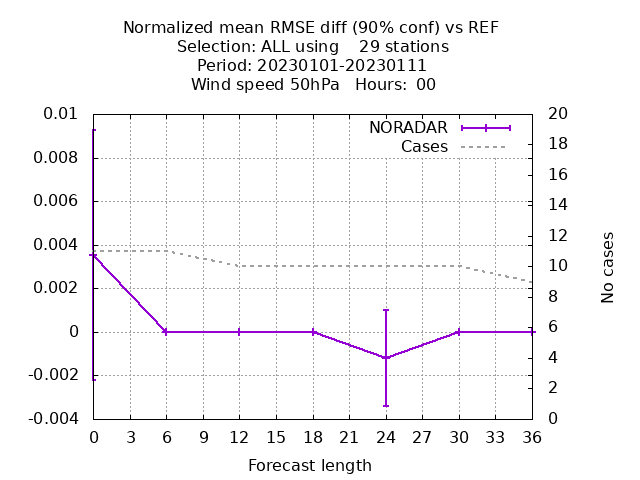 Normalized mean RMSE diff (90% conf) vs REF
Selection: ALL using    29 stations
Period: 20230101-20230111
Wind speed 50hPa   Hours:  00
0.01
0.008
0.006
0.004
0.002
0
-0.002
-0.004
NORADAR
Cases
20
18
16
14
12
10
8
6
4
2
0
No cases
0 3 6 9 12 15 18 21 24 27 30 33 36
Forecast length